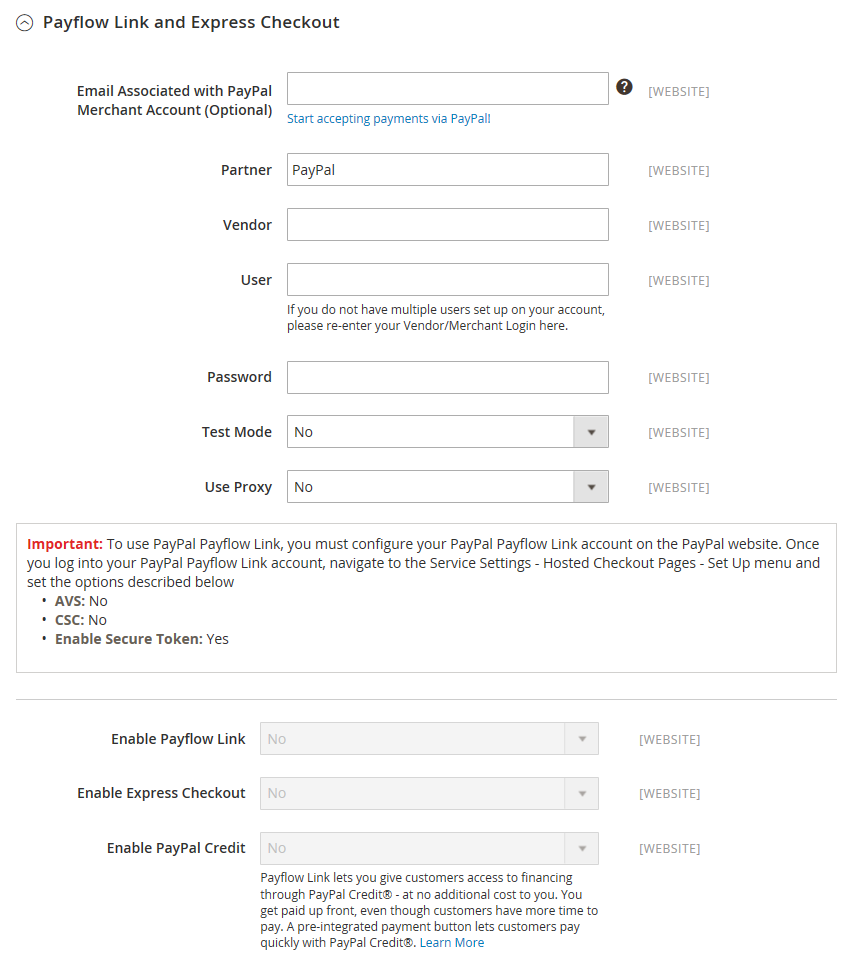 Payflow Link and Express Checkout
Email Associated with PayPal
Merchant Account (Optional)
? [WEBSITE]
Start accepting payments via PayPal!
Partner PayPal [WEBSITE]
Vendor [WEBSITE]
User [WEBSITE]
If you do not have multiple users set up on your account,
please re-enter your Vendor/Merchant Login here.
Password [WEBSITE]
Test Mode No [WEBSITE]
Use Proxy No [WEBSITE]
Important: To use PayPal Payflow Link, you must configure your PayPal Payflow Link account on the PayPal website. Once
you log into your PayPal Payflow Link account, navigate to the Service Settings - Hosted Checkout Pages - Set Up menu and
set the options described below
• AVS: No
• CSC: No
• Enable Secure Token: Yes
Enable Payflow Link No [WEBSITE]
Enable Express Checkout No [WEBSITE]
Enable PayPal Credit No [WEBSITE]
Payflow Link lets you give customers access to financing
through PayPal Credit® - at no additional cost to you. You
get paid up front, even though customers have more time to
pay. A pre-integrated payment button lets customers pay
quickly with PayPal Credit®. Learn More